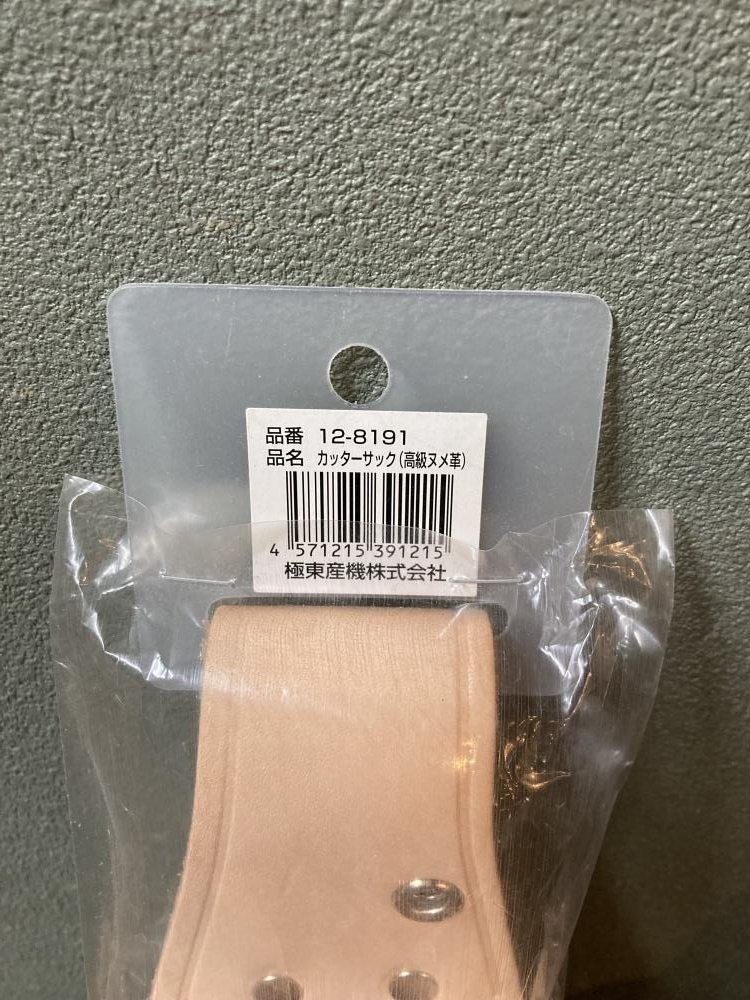 品番 12-8191
品名 カッターサック(高級ヌメ革)
4 571215 391215
極東産機株式会社